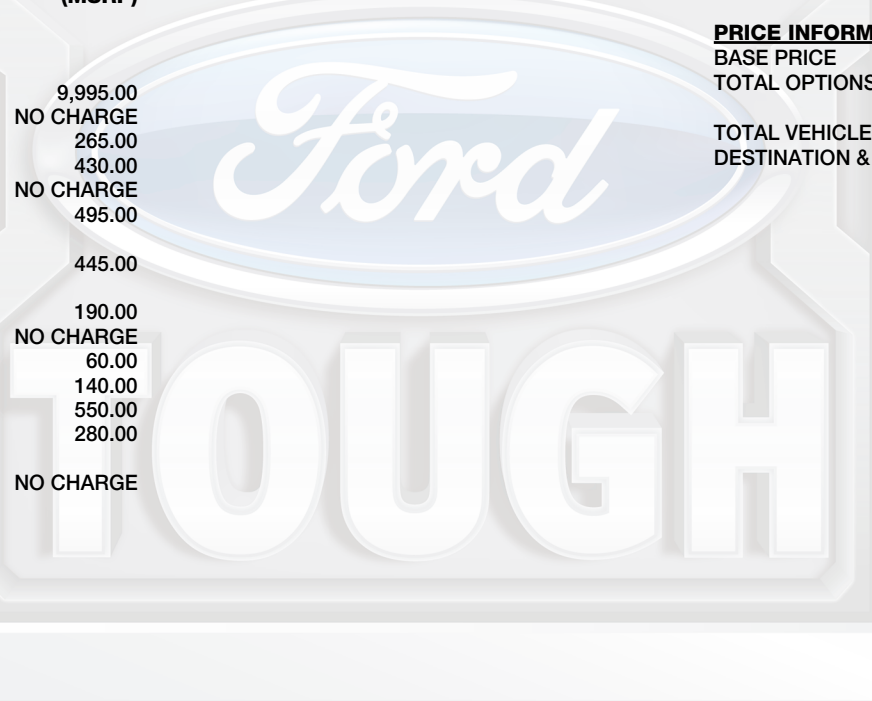 (MSRP)
9,995.00
NO CHARGE
265.00
430.00
NO CHARGE
495.00
445.00
190.00
NO CHARGE
60.00
140.00
550.00
280.00
NO CHARGE
PRICE INFORM
BASE PRICE
TOTAL OPTIONS
TOTAL VEHICLE
DESTINATION &
Ford
TOUGH